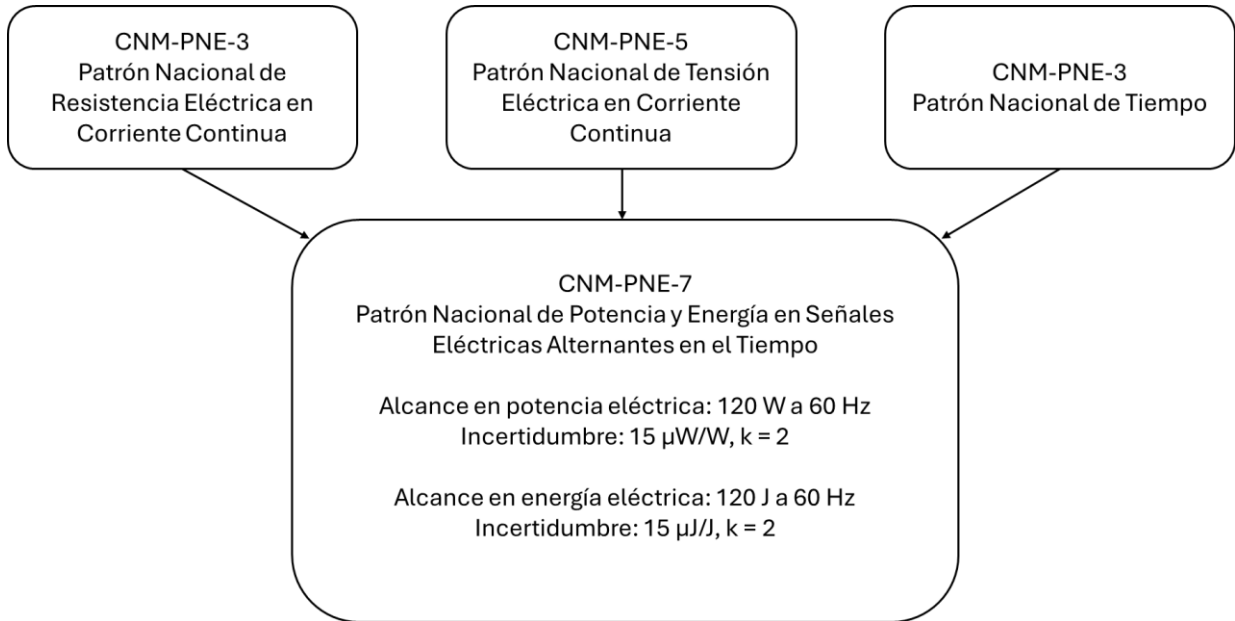 CNM-PNE-3
Patrón Nacional de
Resistencia Eléctrica en
Corriente Continua
CNM-PNE-5
Patrón Nacional de Tensión
Eléctrica en Corriente
Continua
CNM-PNE-3
Patrón Nacional de Tiempo
CNM-PNE-7
Patrón Nacional de Potencia y Energía en Señales
Eléctricas Alternantes en el Tiempo
Alcance en potencia eléctrica: 120 W a 60 Hz
Incertidumbre: 15 µW/W, k = 2
Alcance en energía eléctrica: 120 J a 60 Hz
Incertidumbre: 15 µJ/J, k = 2